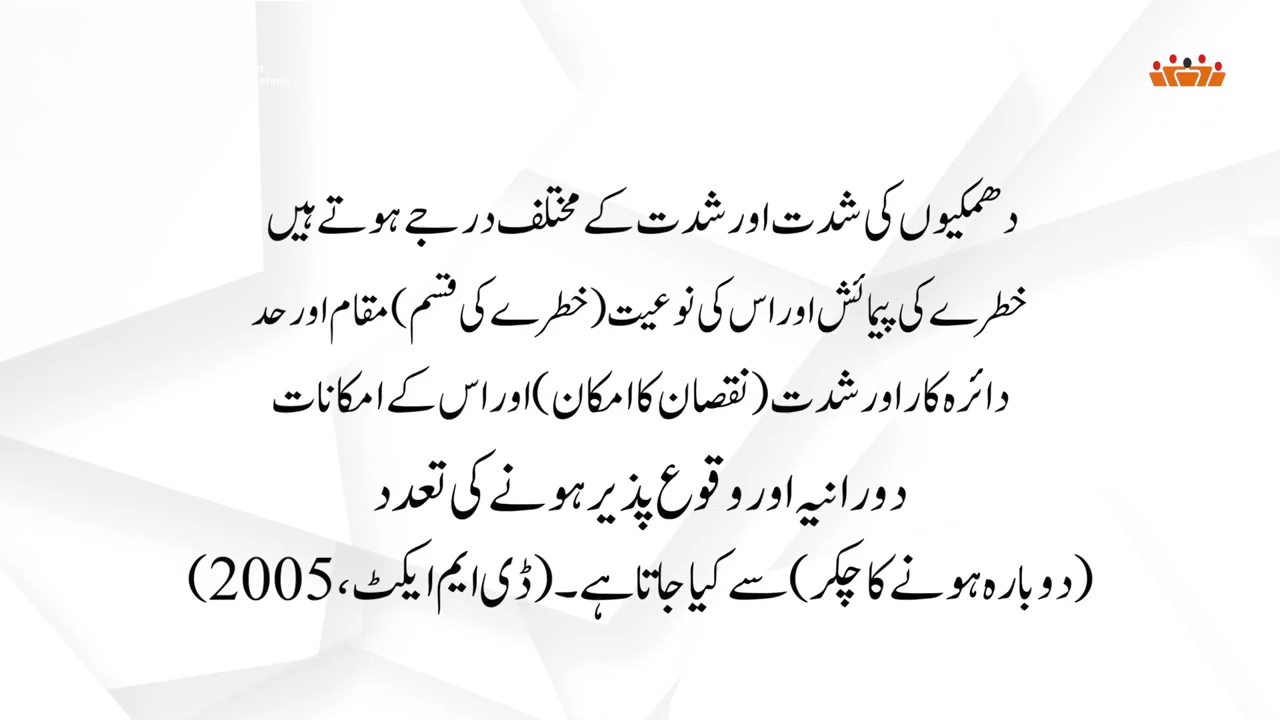 دھمکیوں کی شدت اور شدت کے مختلف درجے ہوتے ہیں
خطرے کی پیمائش اور اس کی نوعیت (خطرے کی قسم) مقام اور حد
دائرہ کار اور شدت (نقصان کا امکان) اور اس کے امکانات
دورانیہ اور وقوع پذیر ہونے کی تعدد
(دوبارہ ہونے کا چکر) سے کیا جاتا ہے۔ (ڈی ایم ایکٹ، 2005)